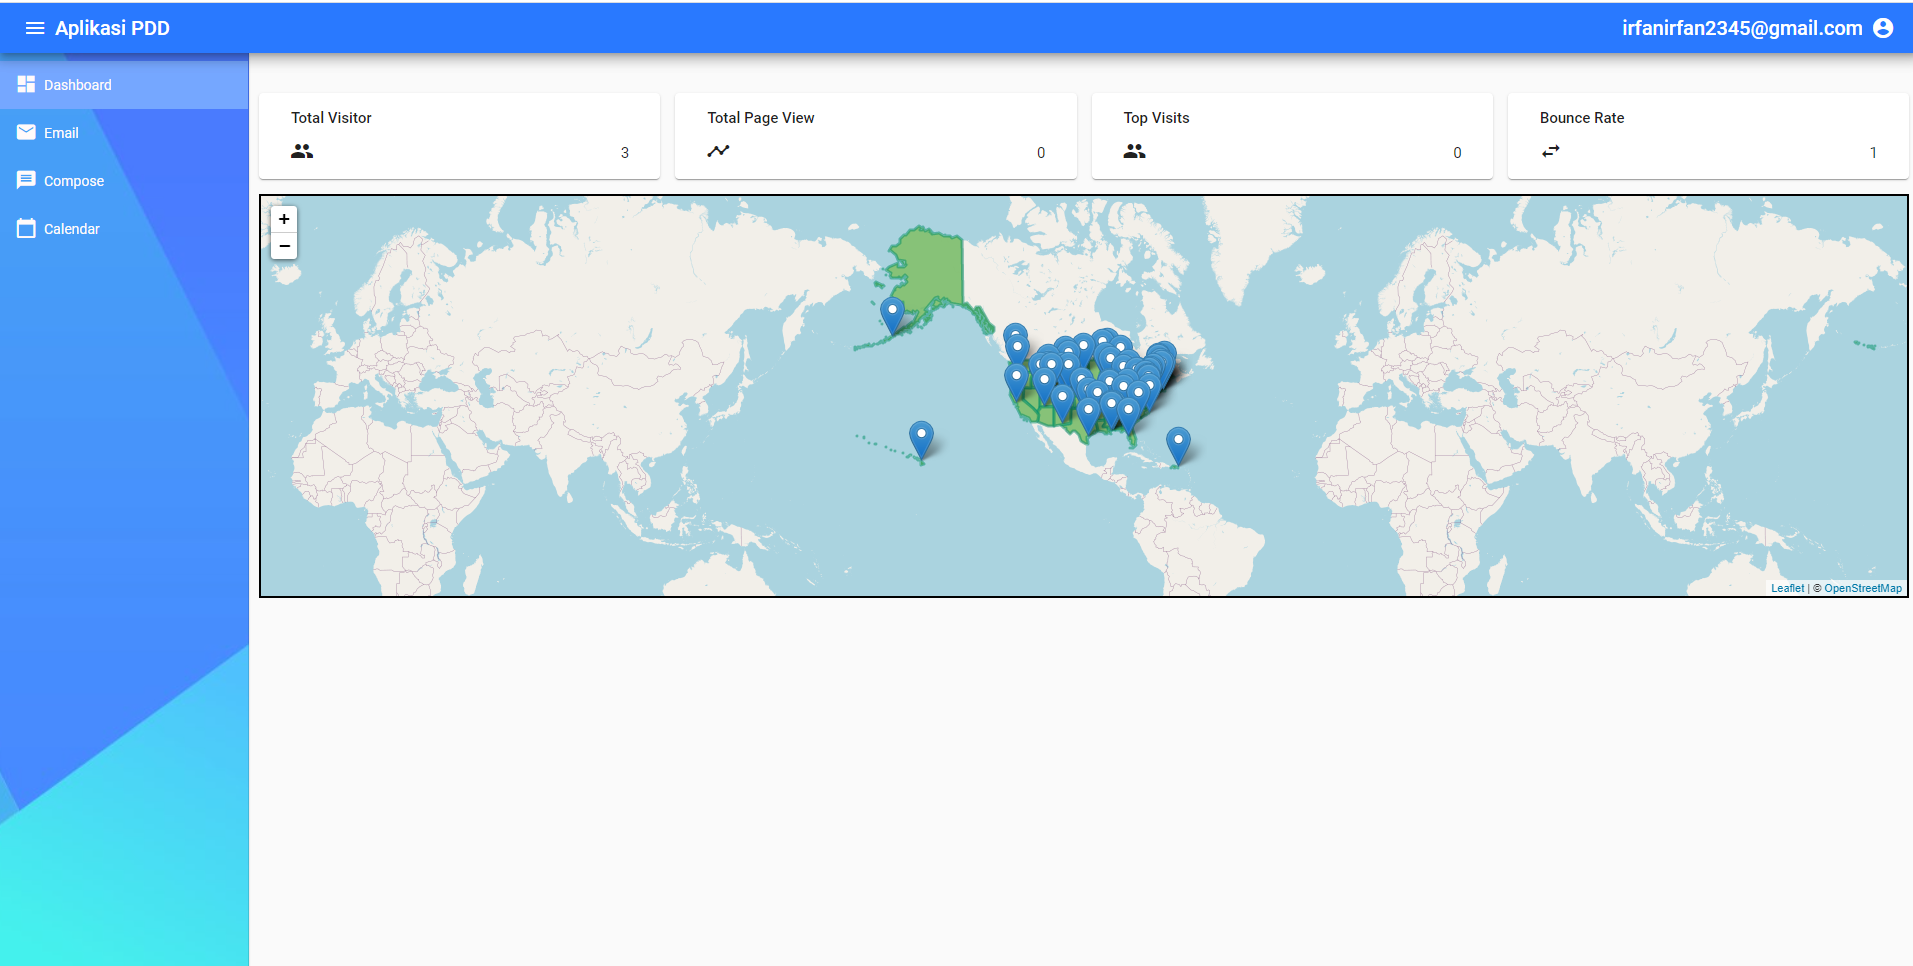 Aplikasi PDD
irfanirfan2345@gmail.com
Dashboard
Email
Compose
Calendar
Total Visitor
3
Total Page View
0
Top Visits
0
Bounce Rate
1
+
−
Leaflet | © OpenStreetMap